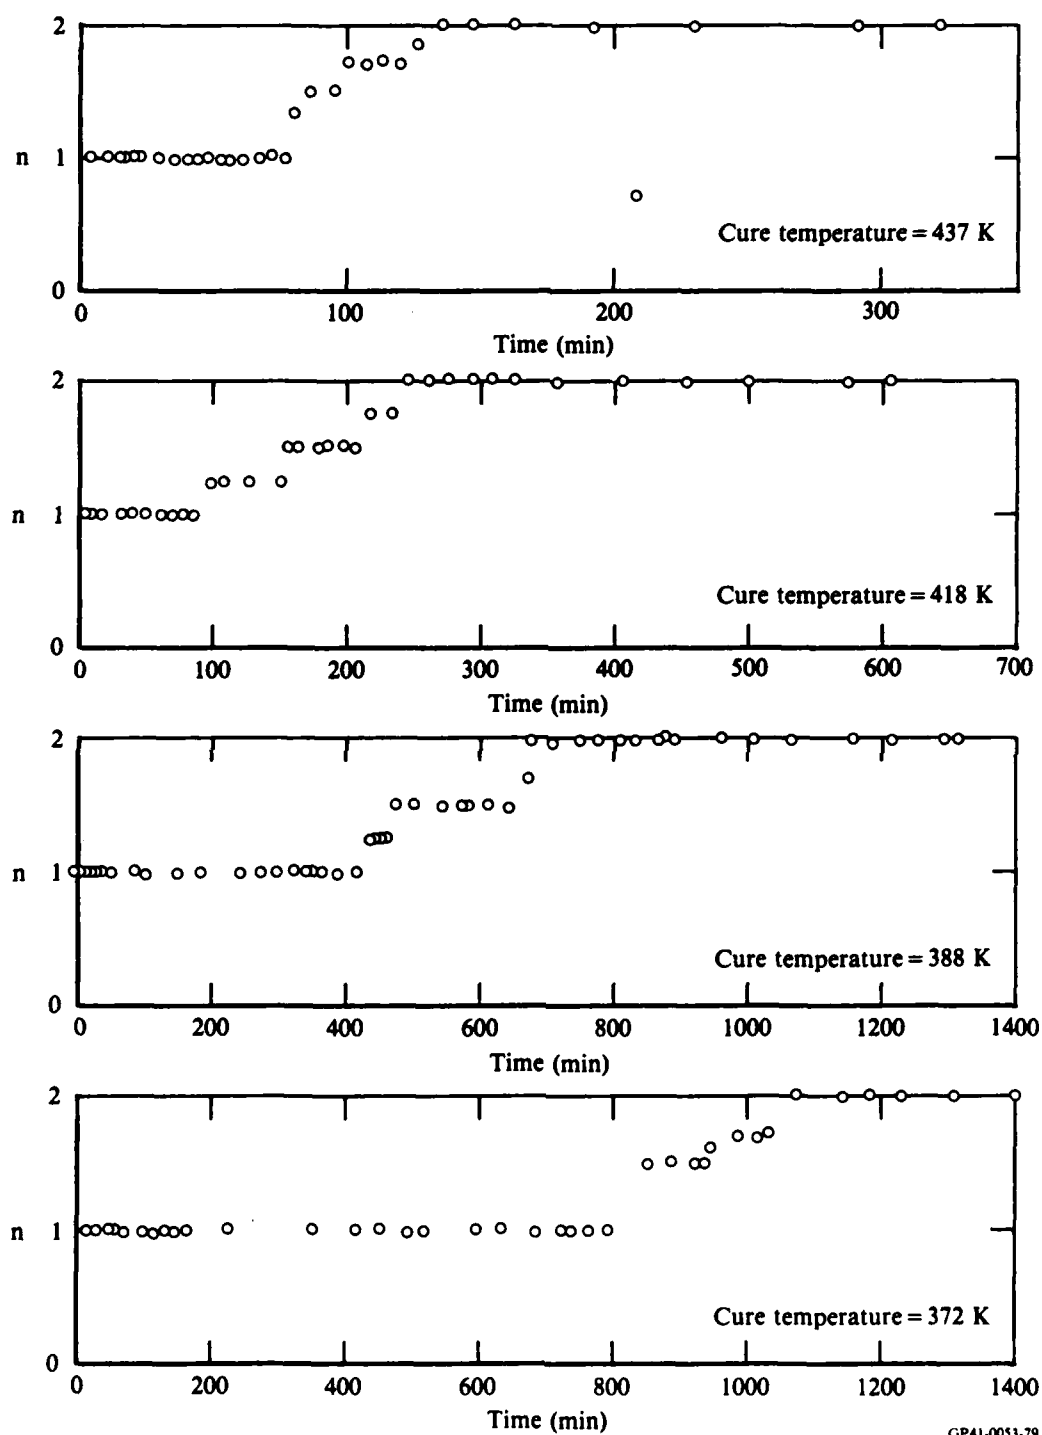 2
n 1
Cure temperature = 437 K
0
0 100 200 300
Time (min)
2
n 1
Cure temperature = 418 K
0
0 100 200 300 400 500 600 700
Time (min)
2
n 1
Cure temperature = 388 K
0
0 200 400 600 800 1000 1200 1400
Time (min)
2
n 1
Cure temperature = 372 K
0
0 200 400 600 800 1000 1200 1400
Time (min)
GP41-0053-79